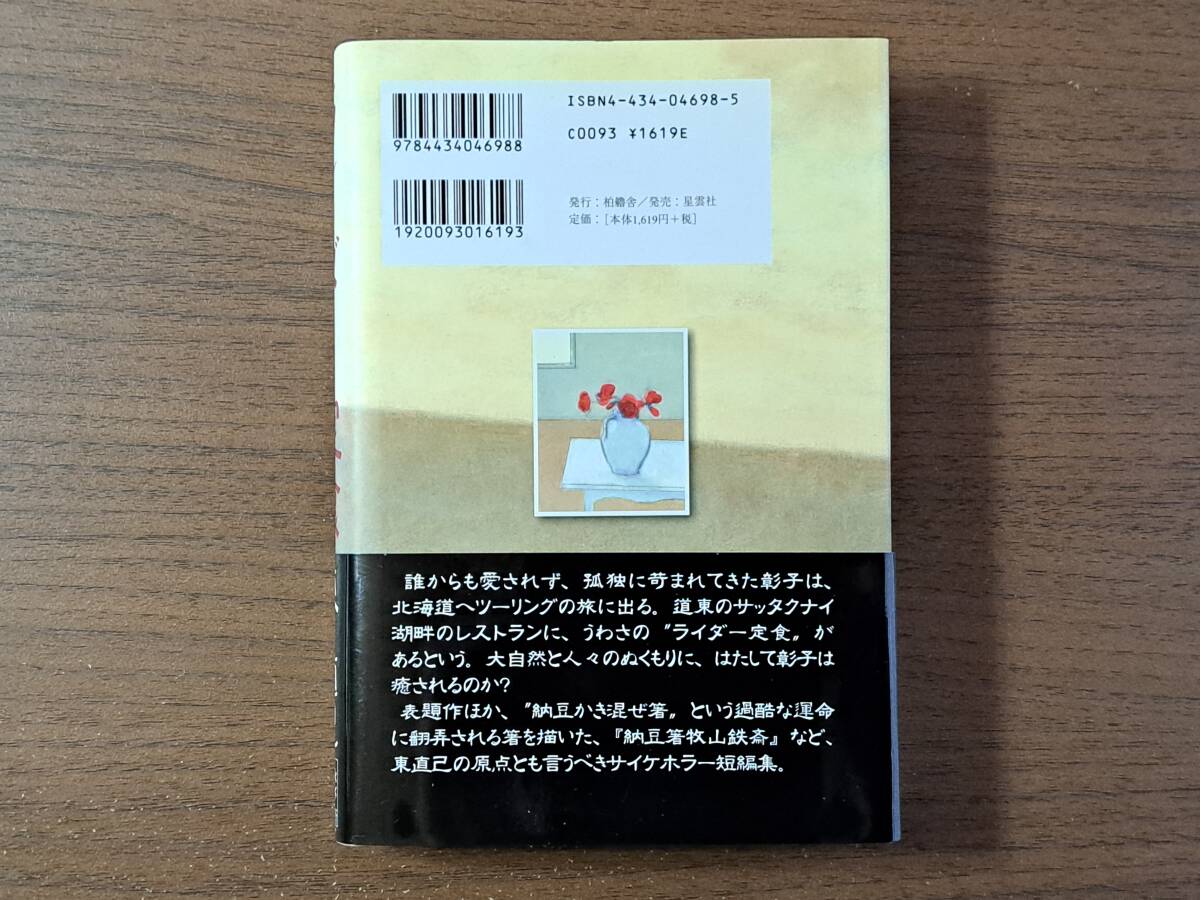 ISBN4-434-04698-5
9784434046988
C0093 ¥1619E
1920093016193
発行:柏艪舎/発売:星雲社
定価:[本体1,619円+税]
誰からも愛されず、孤独に苛まれてきた彰子は、
北海道へツーリングの旅に出る。道東のサッタクナイ
湖畔のレストランに、うわさの〝ライダー定食〟が
あるという。大自然と人々のぬくもりに、はたして彰子は
癒されるのか?
表題作ほか、〝納豆かき混ぜ箸〟という過酷な運命
に翻弄される箸を描いた、『納豆箸牧山鉄斎』など、
東直己の原点とも言うべきサイケホラー短編集。